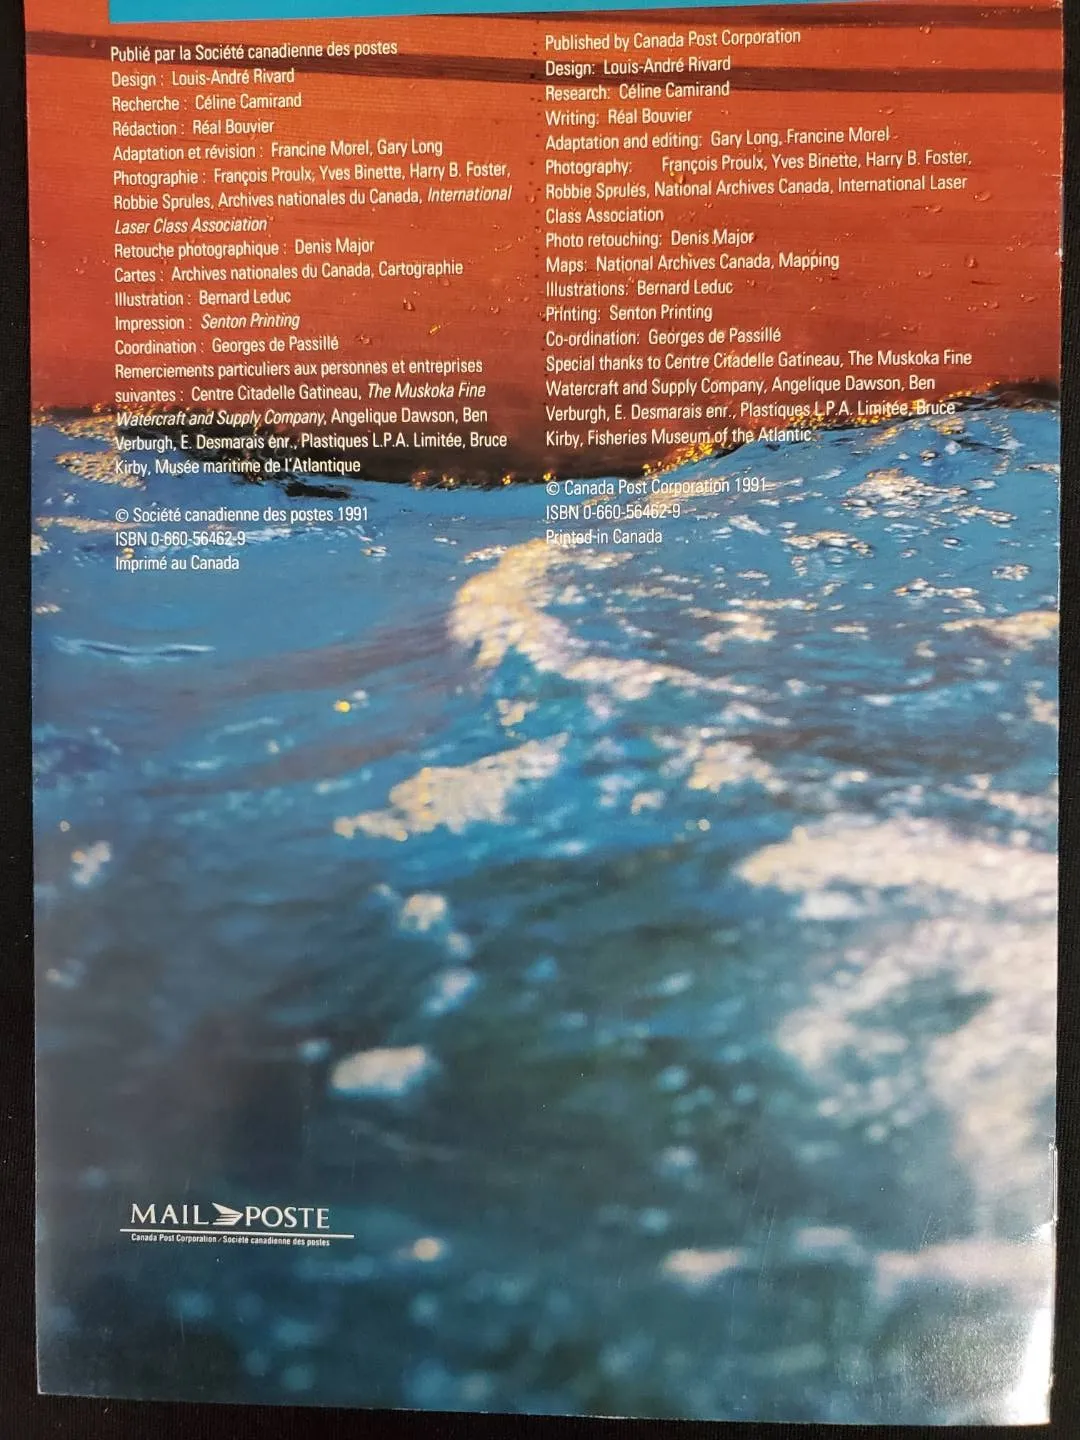 Publié par la Société canadienne des postes
Design : Louis-André Rivard
Recherche : Céline Camirand
Rédaction : Réal Bouvier
Adaptation et révision : Francine Morel, Gary Long
Photographie : François Proulx, Yves Binette, Harry B. Foster,
Robbie Sprules, Archives nationales du Canada, International
Laser Class Association
Retouche photographique : Denis Major
Cartes : Archives nationales du Canada, Cartographie
Illustration : Bernard Leduc
Impression : Senton Printing
Coordination : Georges de Passillé
Remerciements particuliers aux personnes et entreprises
suivantes : Centre Citadelle Gatineau, The Muskoka Fine
Watercraft and Supply Company, Angelique Dawson, Ben
Verburgh, E. Desmarais enr., Plastiques L.P.A. Limitée, Bruce
Kirby, Musée maritime de l'Atlantique
© Société canadienne des postes 1991
ISBN 0-660-56462-9
Imprimé au Canada
Published by Canada Post Corporation
Design: Louis-André Rivard
Research: Céline Camirand
Writing: Réal Bouvier
Adaptation and editing: Gary Long, Francine Morel
Photography: François Proulx, Yves Binette, Harry B. Foster,
Robbie Sprules, National Archives Canada, International Laser
Class Association
Photo retouching: Denis Major
Maps: National Archives Canada, Mapping
Illustrations: Bernard Leduc
Printing: Senton Printing
Co-ordination: Georges de Passillé
Special thanks to Centre Citadelle Gatineau, The Muskoka Fine
Watercraft and Supply Company, Angelique Dawson, Ben
Verburgh, E. Desmarais enr., Plastiques L.P.A. Limitée, Bruce
Kirby, Fisheries Museum of the Atlantic
© Canada Post Corporation 1991
ISBN 0-660-56462-9
Printed in Canada
MAIL POSTE
Canada Post Corporation / Société canadienne des postes